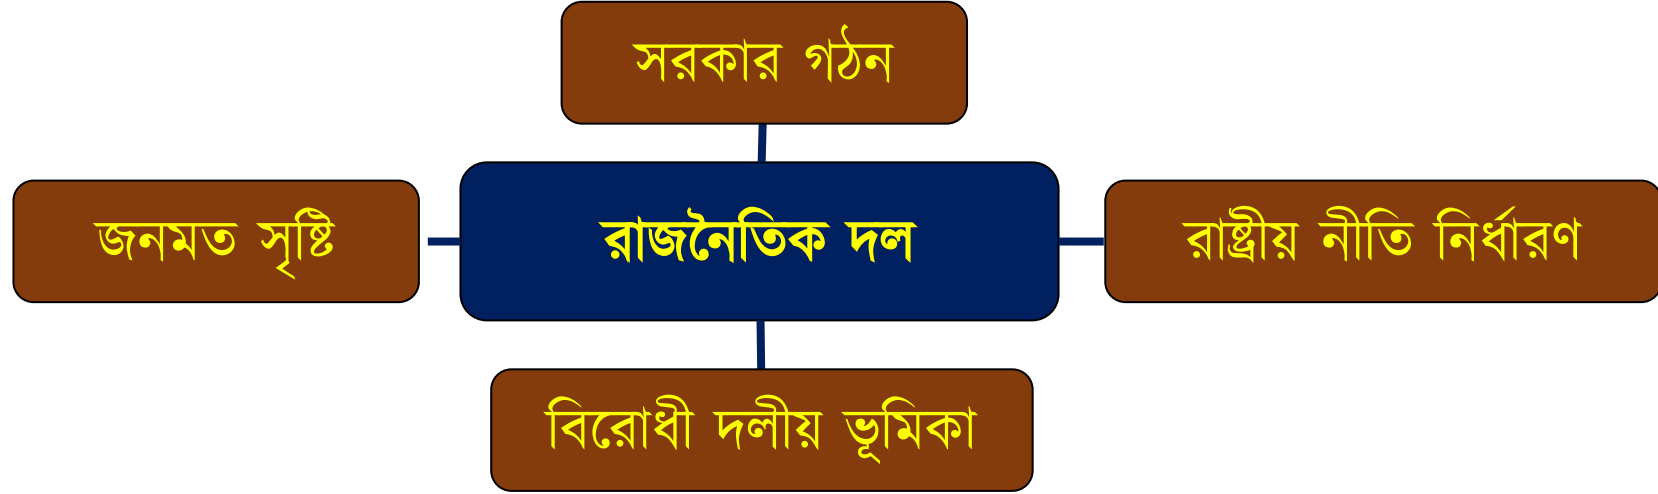 সরকার গঠন
জনমত সৃষ্টি
রাজনৈতিক দল
রাষ্ট্রীয় নীতি নির্ধারণ
বিরোধী দলীয় ভূমিকা